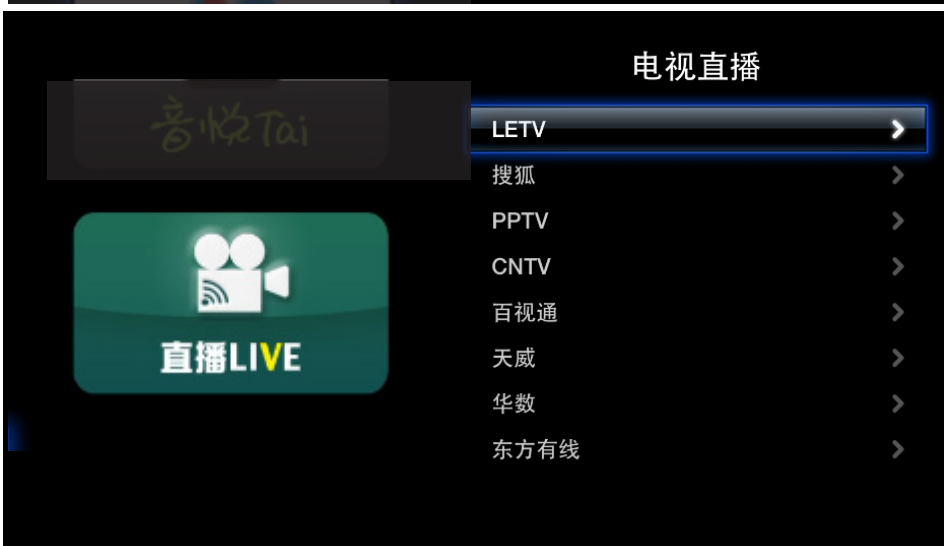 电视直播
音悦Tai
LETV
搜狐
PPTV
CNTV
百视通
天威
华数
东方有线
直播LIVE